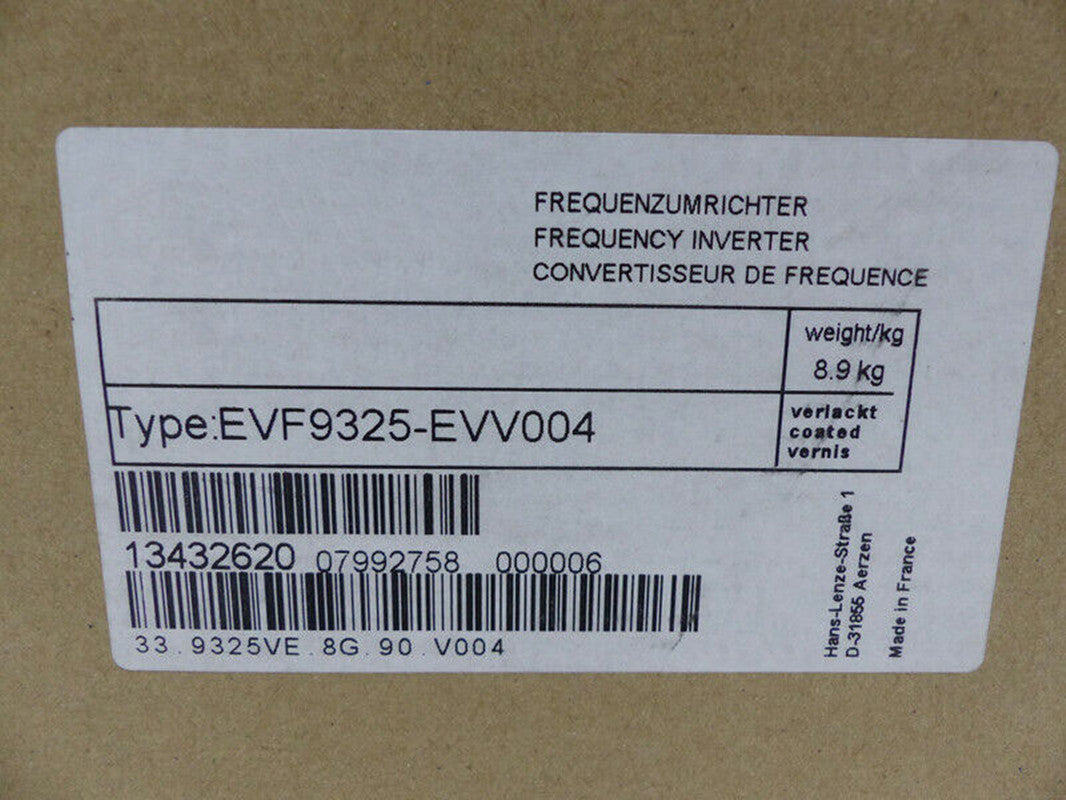 FREQUENZUMRICHTER
FREQUENCY INVERTER
CONVERTISSEUR DE FREQUENCE
weight/kg
8.9 kg
Type:EVF9325-EVV004
verlackt
coated
vernis
13432620 07992758 000006
33.9325VE.8G.90.V004
Hans-Lenze-Straße 1
D-31855 Aerzen
Made in France